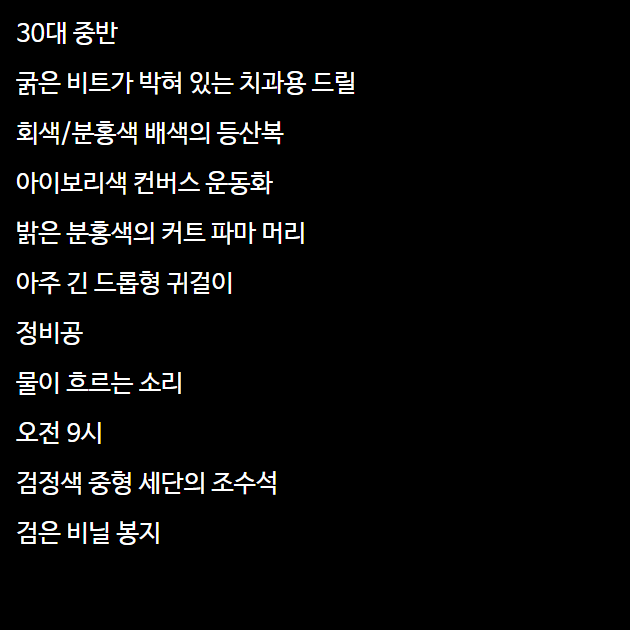 30대 중반
굵은 비트가 박혀 있는 치과용 드릴
회색/분홍색 배색의 등산복
아이보리색 컨버스 운동화
밝은 분홍색의 커트 파마 머리
아주 긴 드롭형 귀걸이
정비공
물이 흐르는 소리
오전 9시
검정색 중형 세단의 조수석
검은 비닐 봉지